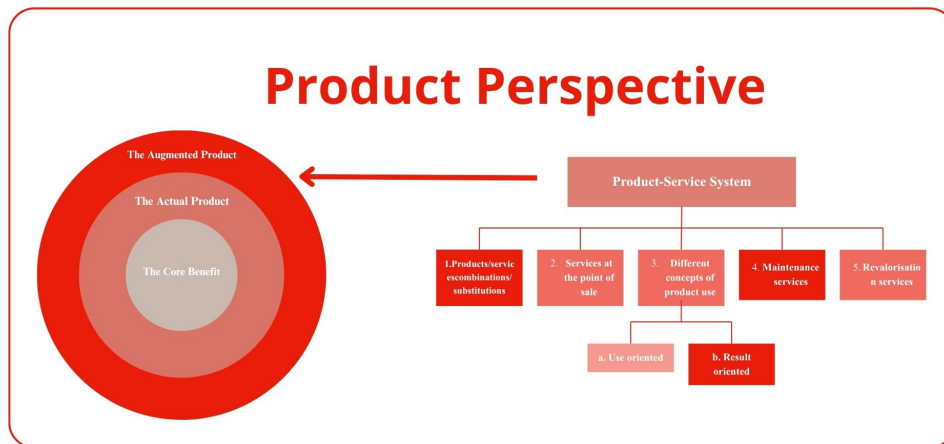 Product Perspective
The Augmented Product
The Actual Product
The Core Benefit
Product-Service System
1.Products/servic
escombinations/
substitutions
2. Services at
the point of
sale
3. Different
concepts of
product use
4. Maintenance
services
5. Revalorisatio
n services
a. Use oriented
b. Result
oriented